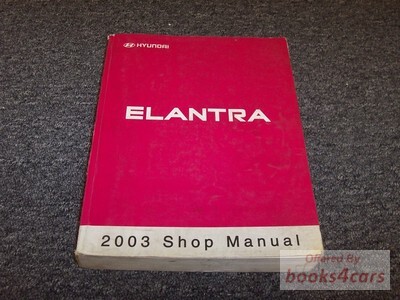 HYUNDAI
ELANTRA
2003 Shop Manual
Offered By
books4cars